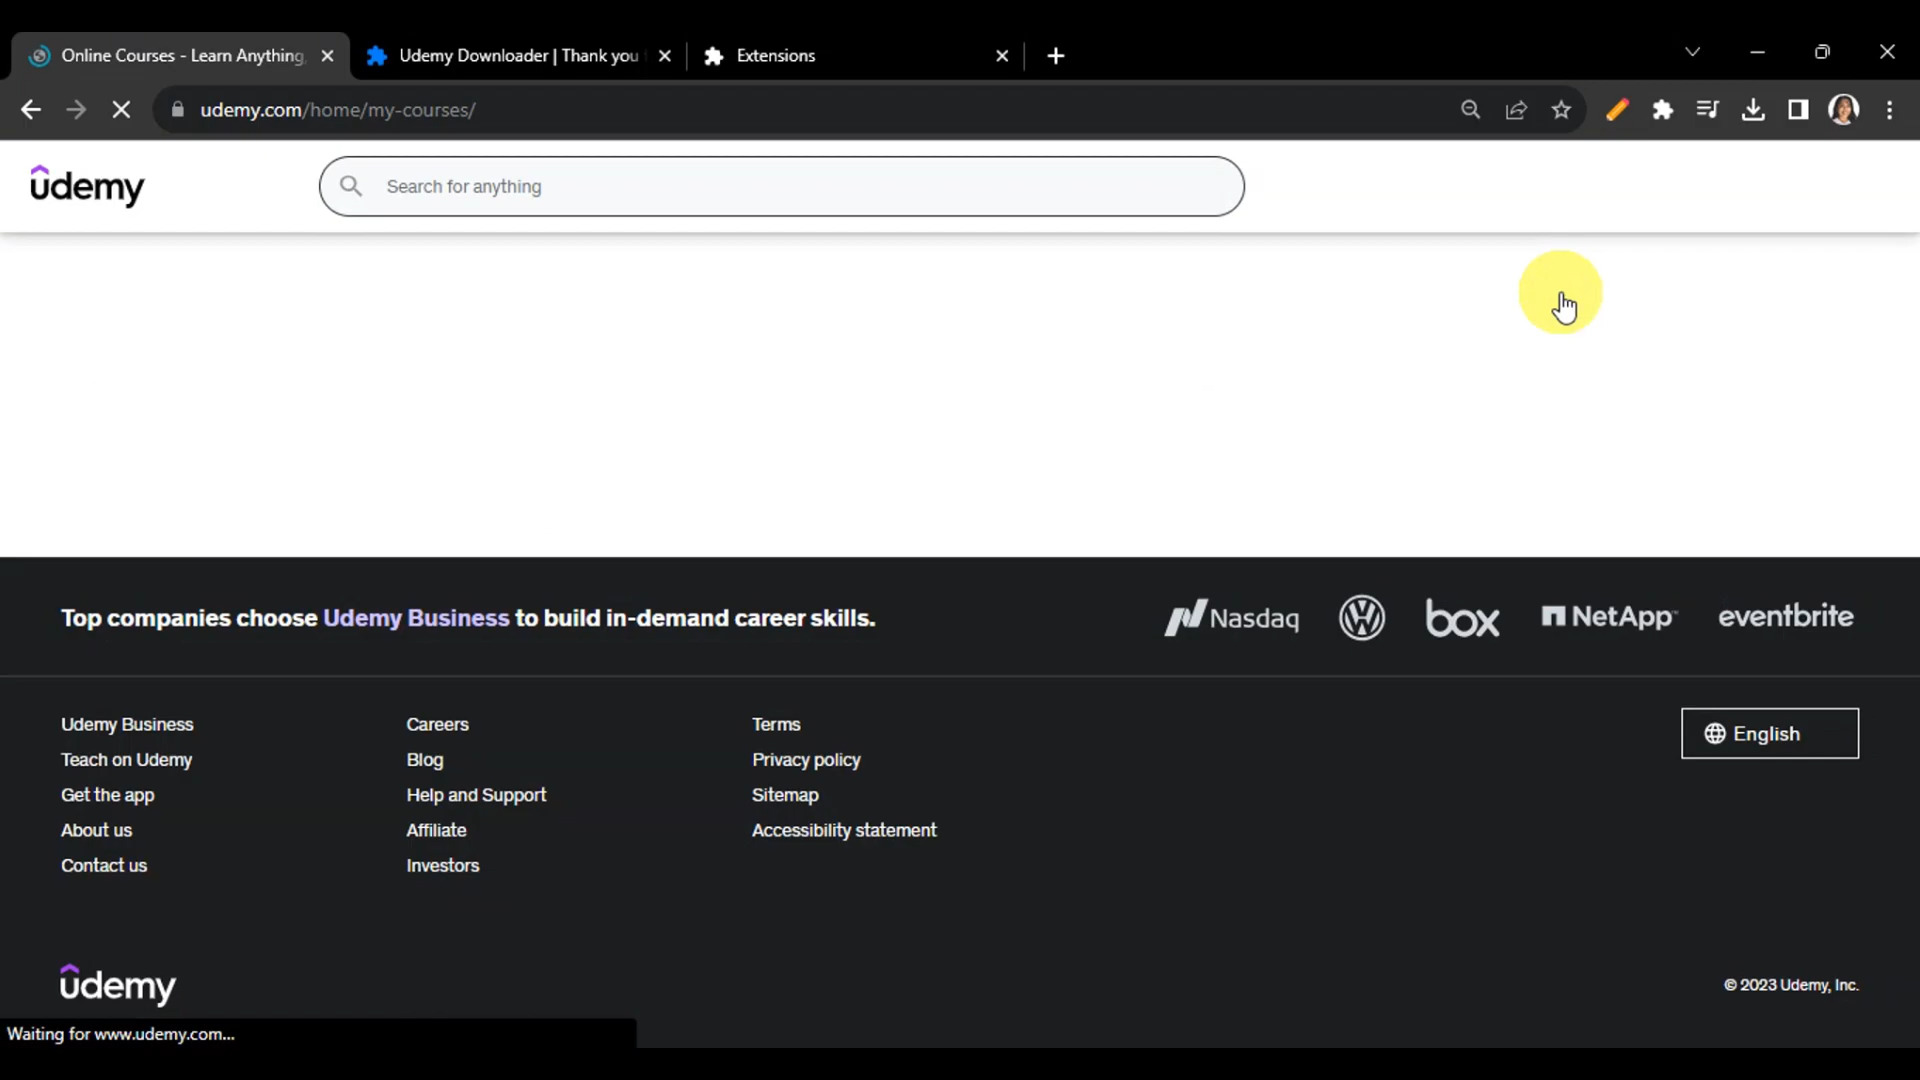 Online Courses - Learn Anything,
Udemy Downloader | Thank you f
Extensions
udemy.com/home/my-courses/
udemy
Search for anything
Top companies choose Udemy Business to build in-demand career skills.
Nasdaq
box
NetApp
eventbrite
Udemy Business
Careers
Terms
English
Teach on Udemy
Blog
Privacy policy
Get the app
Help and Support
Sitemap
About us
Affiliate
Accessibility statement
Contact us
Investors
udemy
© 2023 Udemy, Inc.
Waiting for www.udemy.com...